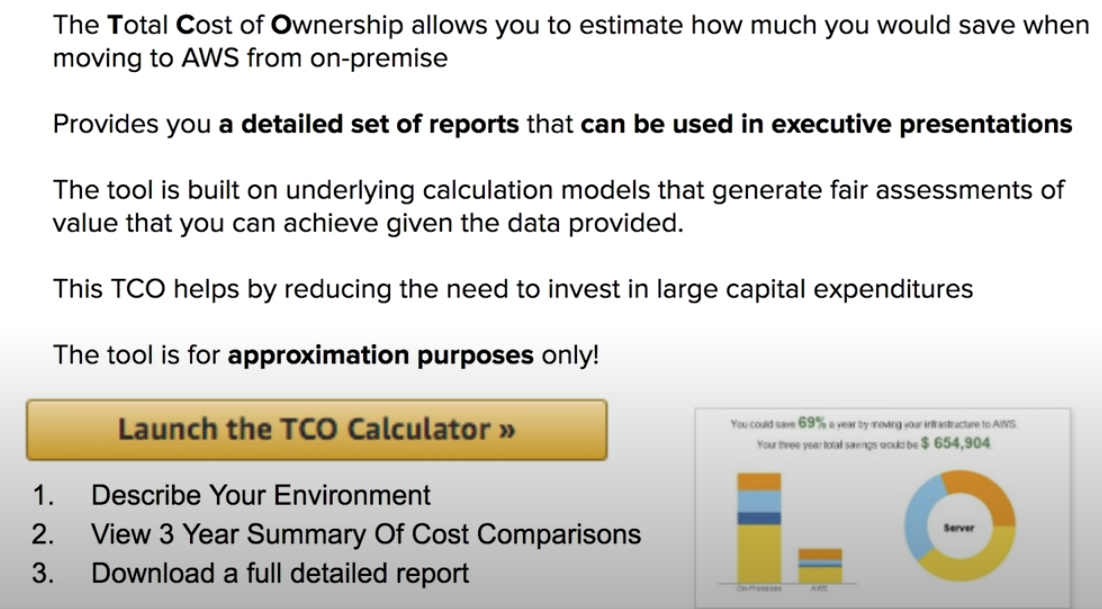 The Total Cost of Ownership allows you to estimate how much you would save when
moving to AWS from on-premise
Provides you a detailed set of reports that can be used in executive presentations
The tool is built on underlying calculation models that generate fair assessments of
value that you can achieve given the data provided.
This TCO helps by reducing the need to invest in large capital expenditures
The tool is for approximation purposes only!
Launch the TCO Calculator »
You could save 69% a year by moving your infrastructure to AWS.
Your three year total savings would be $ 654,904.
1. Describe Your Environment
2. View 3 Year Summary Of Cost Comparisons
3. Download a full detailed report
Server
On-Premises
AWS